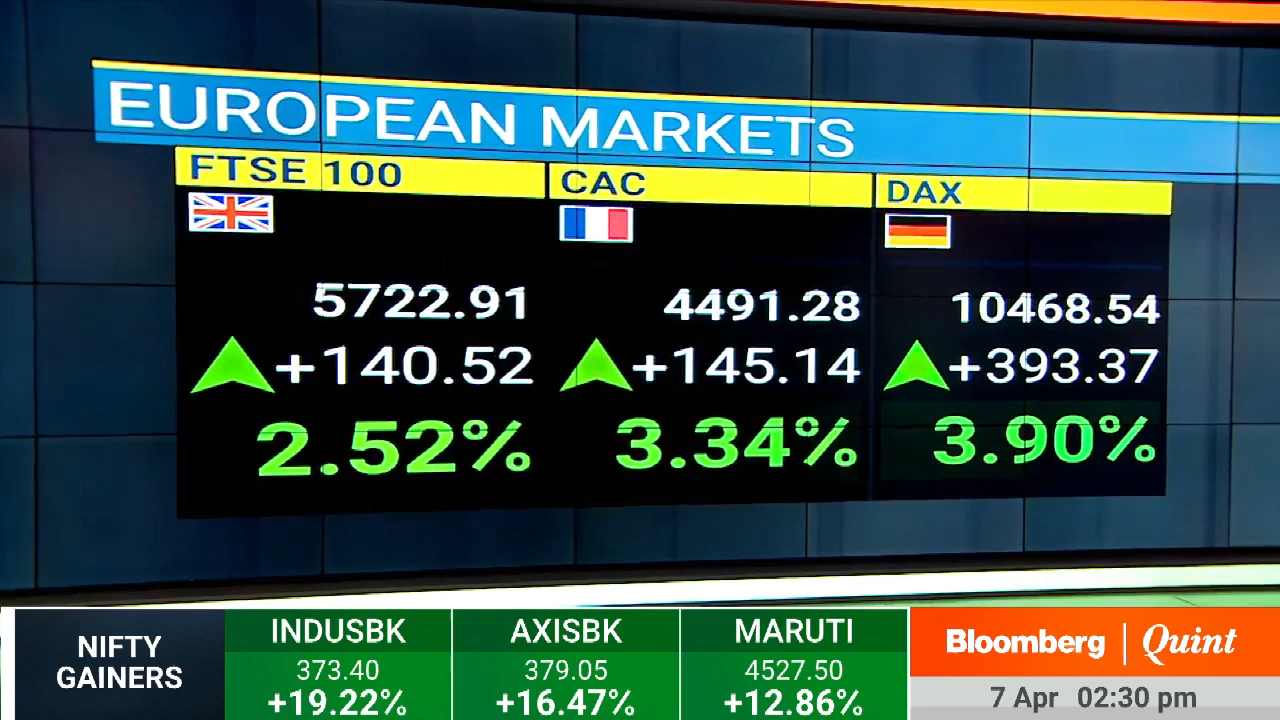 EUROPEAN MARKETS
FTSE 100
5722.91
+140.52
2.52%
CAC
4491.28
+145.14
3.34%
DAX
10468.54
+393.37
3.90%
NIFTY
GAINERS
INDUSBK
373.40
+19.22%
AXISBK
379.05
+16.47%
MARUTI
4527.50
+12.86%
Bloomberg | Quint
7 Apr 02:30 pm